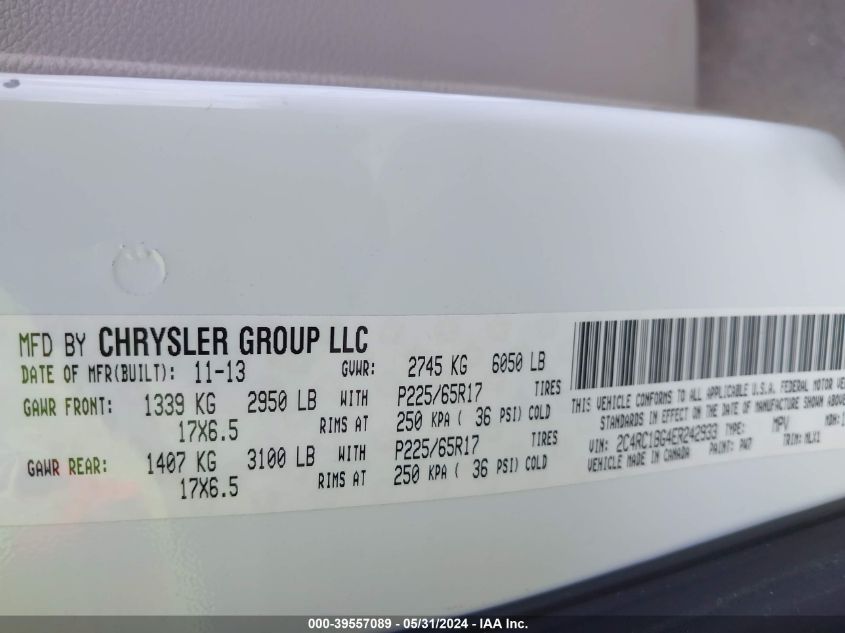 MFD BY CHRYSLER GROUP LLC
DATE OF MFR(BUILT): 11-13 GVWR: 2745 KG 6050 LB
GAWR FRONT: 1339 KG 2950 LB WITH P225/65R17 TIRES
17X6.5 RIMS AT 250 KPA ( 36 PSI) COLD
GAWR REAR: 1407 KG 3100 LB WITH P225/65R17 TIRES
17X6.5 RIMS AT 250 KPA ( 36 PSI) COLD
THIS VEHICLE CONFORMS TO ALL APPLICABLE U.S.A. FEDERAL MOTOR
STANDARDS IN EFFECT ON THE DATE OF MANUFACTURE SHOWN ABOVE
VIN: 2C4RC1BG4ER242933 TYPE: MPV MDH:
VEHICLE MADE IN CANADA PAINT: PW7 TRIM: MLX1
000-39557089 - 05/31/2024 - IAA Inc.